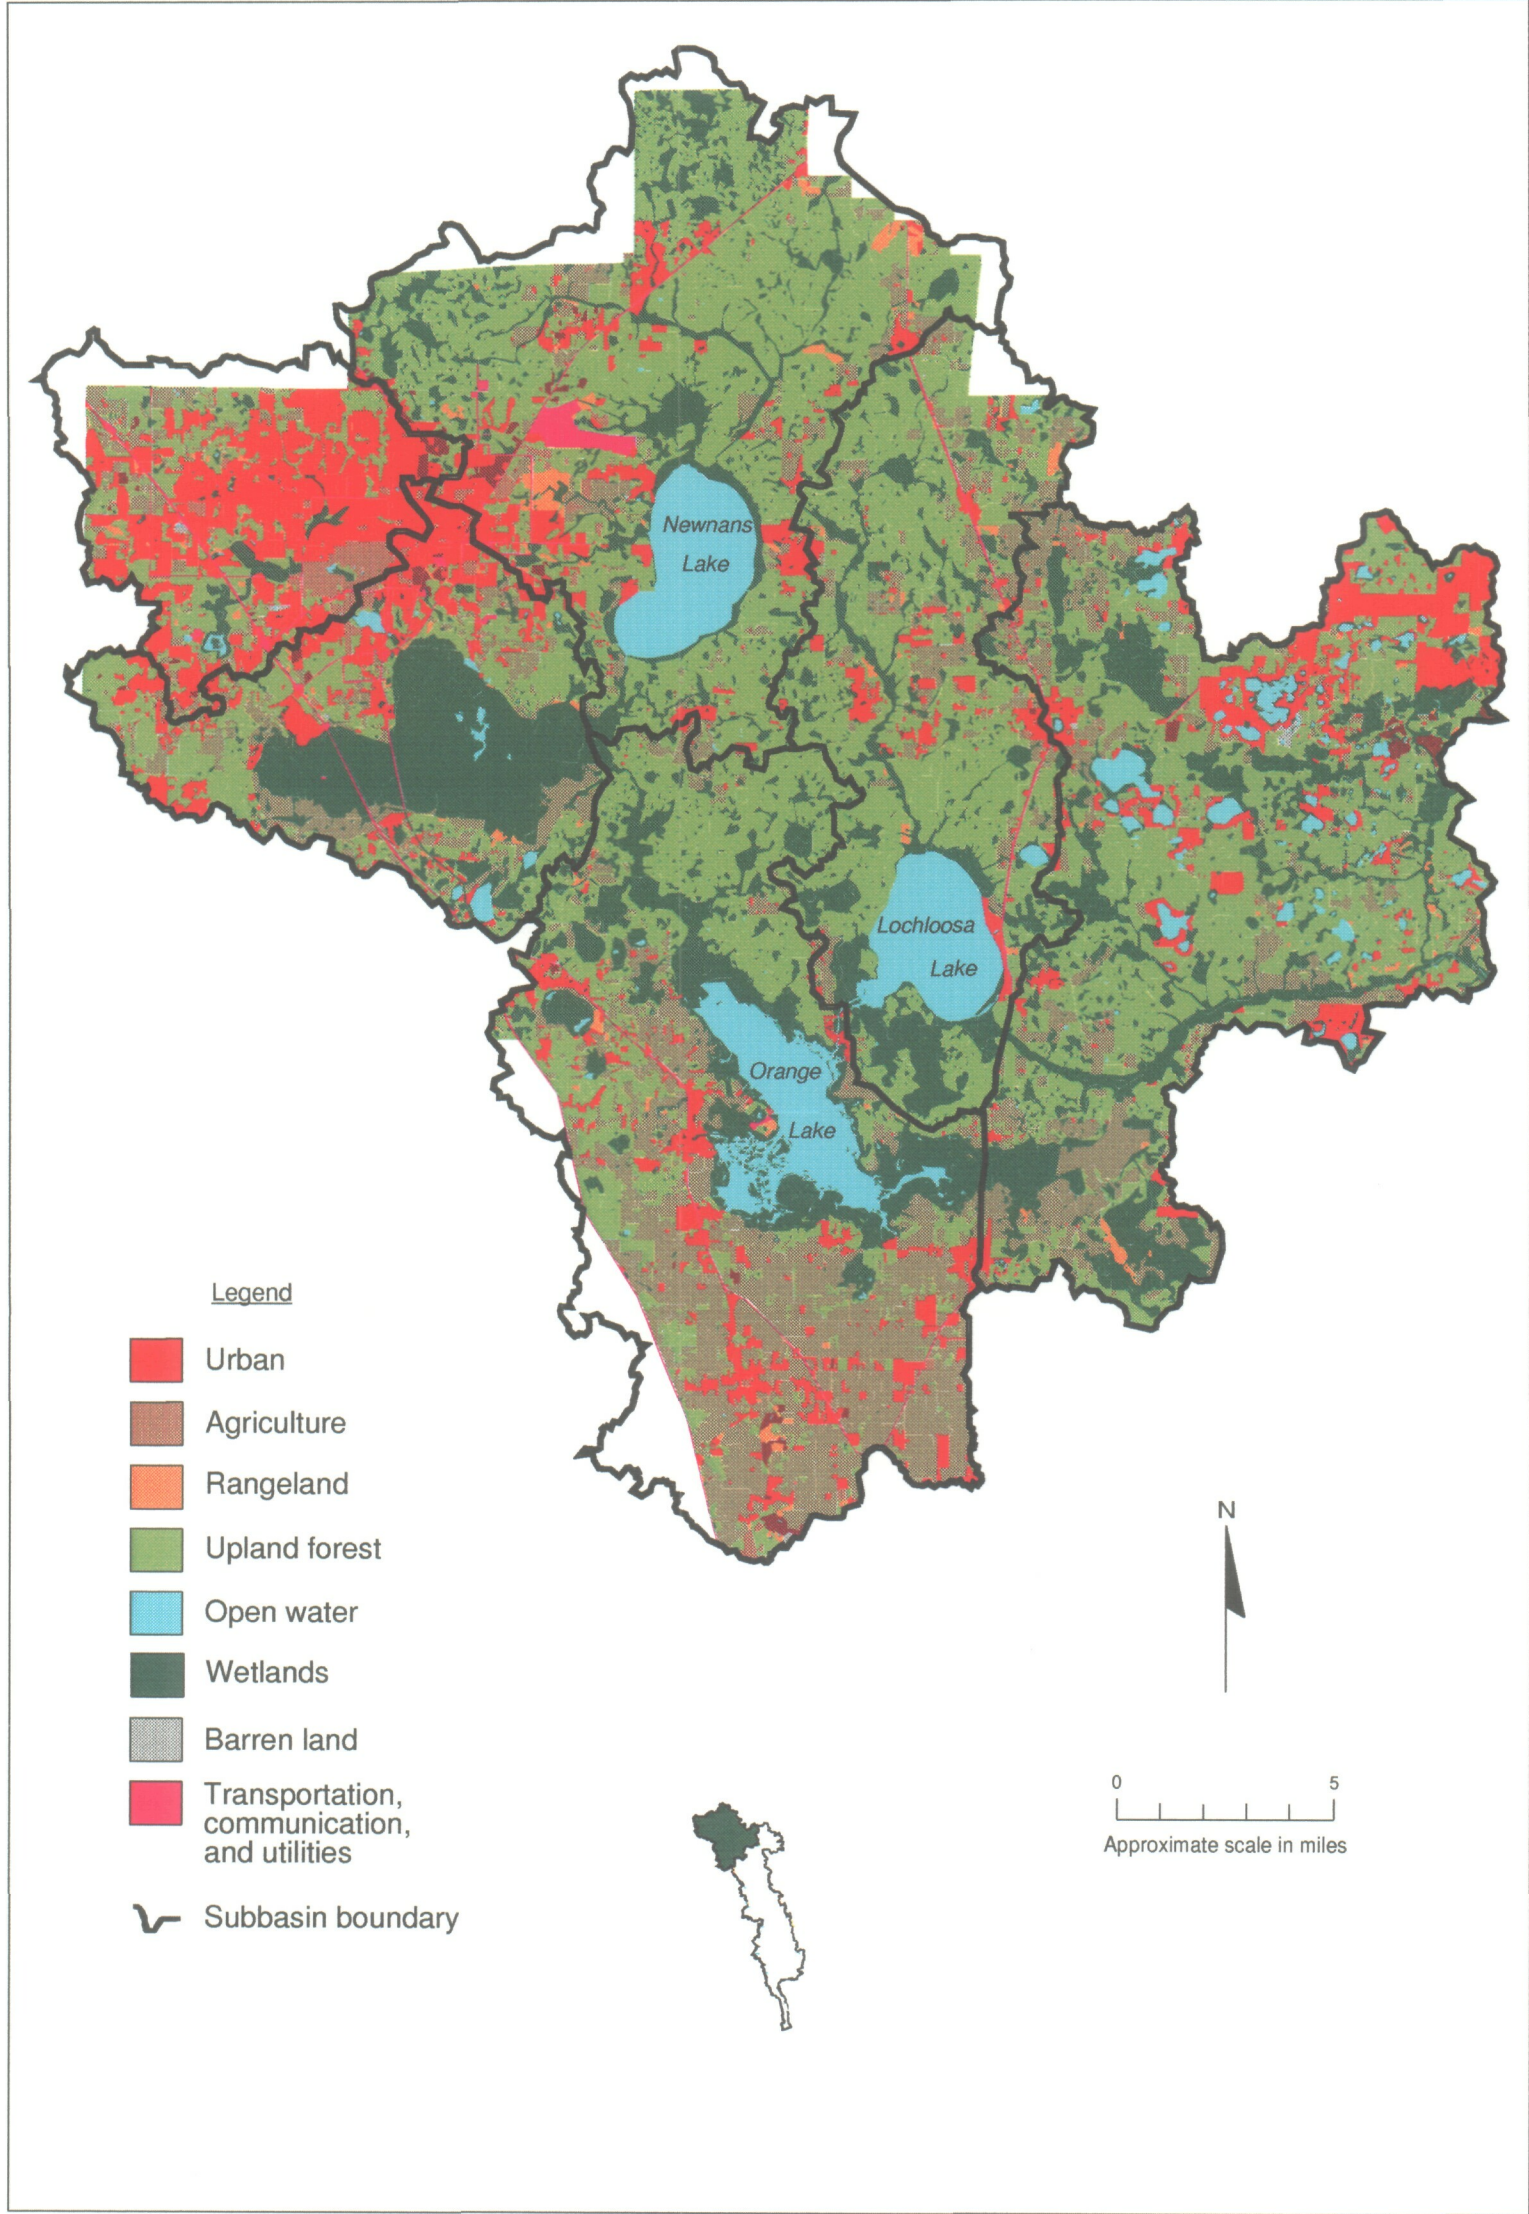 Newnans
Lake
Lochloosa
Lake
Orange
Lake
Legend
Urban
Agriculture
Rangeland
Upland forest
Open water
Wetlands
Barren land
Transportation,
communication,
and utilities
Subbasin boundary
N
0 5
Approximate scale in miles